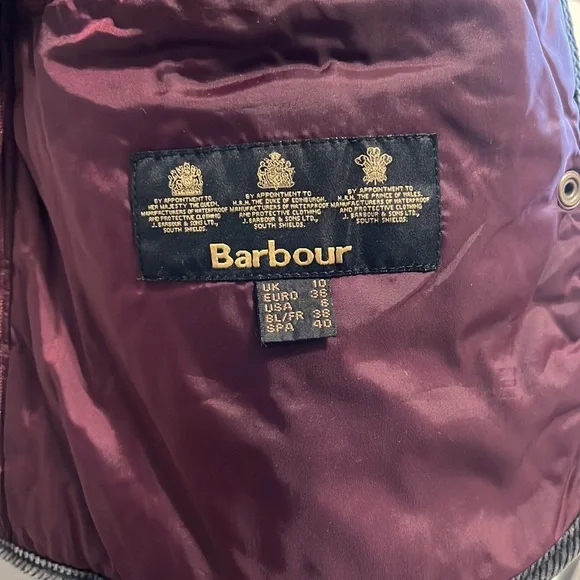 BY APPOINTMENT TO
HER MAJESTY THE QUEEN,
MANUFACTURERS OF WATERPROOF
AND PROTECTIVE CLOTHING
J. BARBOUR & SONS LTD.,
SOUTH SHIELDS.
BY APPOINTMENT TO
H.R.H. THE DUKE OF EDINBURGH,
MANUFACTURERS OF WATERPROOF
AND PROTECTIVE CLOTHING
J. BARBOUR & SONS LTD.,
SOUTH SHIELDS.
BY APPOINTMENT TO
H.R.H. THE PRINCE OF WALES,
MANUFACTURERS OF WATERPROOF
AND PROTECTIVE CLOTHING
J. BARBOUR & SONS LTD.,
SOUTH SHIELDS.
Barbour
UK 10
EURO 36
USA 6
BL/FR 38
SPA 40